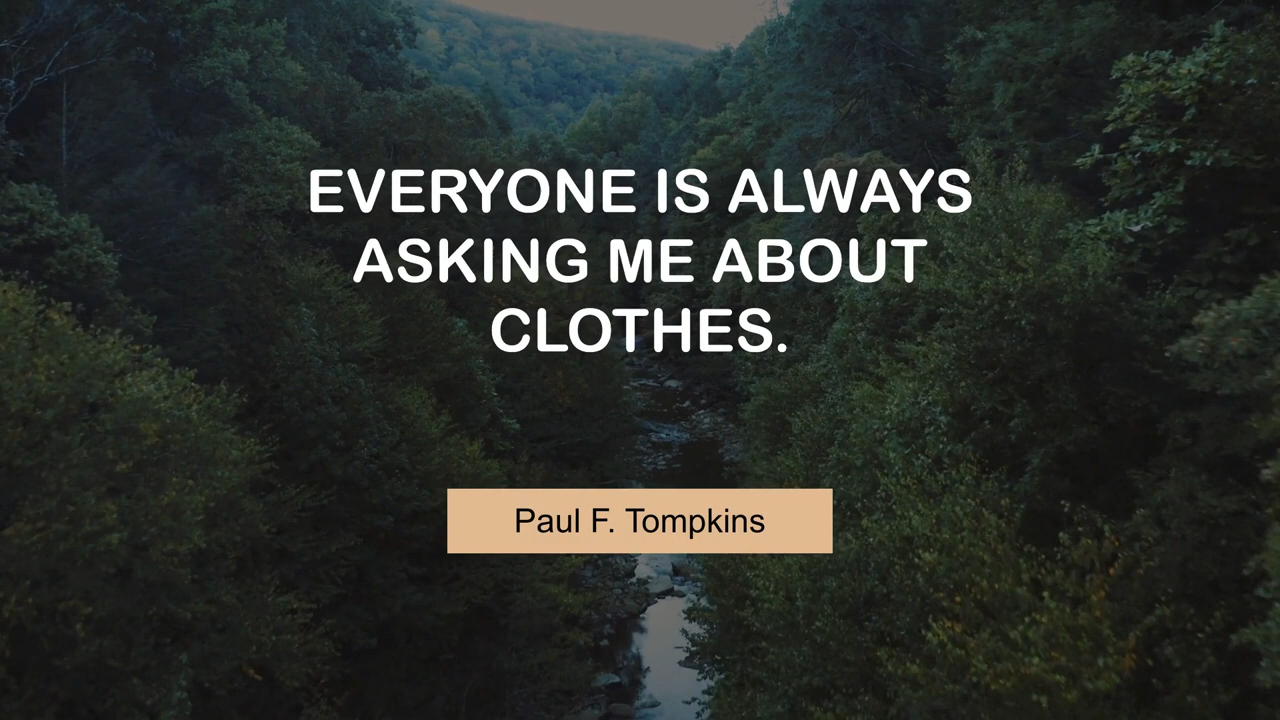 EVERYONE IS ALWAYS
ASKING ME ABOUT
CLOTHES.
Paul F. Tompkins